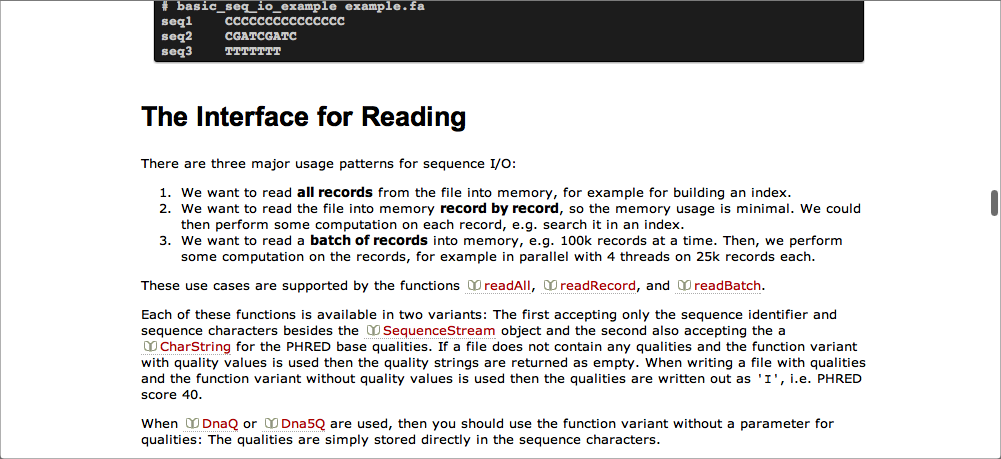 # basic_seq_io_example example.fa
seq1    CCCCCCCCCCCCCCC
seq2    CGATCGATC
seq3    TTTTTTT
The Interface for Reading
There are three major usage patterns for sequence I/O:
1. We want to read all records from the file into memory, for example for building an index.
2. We want to read the file into memory record by record, so the memory usage is minimal. We could
then perform some computation on each record, e.g. search it in an index.
3. We want to read a batch of records into memory, e.g. 100k records at a time. Then, we perform
some computation on the records, for example in parallel with 4 threads on 25k records each.
These use cases are supported by the functions readAll, readRecord, and readBatch.
Each of these functions is available in two variants: The first accepting only the sequence identifier and
sequence characters besides the SequenceStream object and the second also accepting the a
CharString for the PHRED base qualities. If a file does not contain any qualities and the function variant
with quality values is used then the quality strings are returned as empty. When writing a file with qualities
and the function variant without quality values is used then the qualities are written out as 'I', i.e. PHRED
score 40.
When DnaQ or Dna5Q are used, then you should use the function variant without a parameter for
qualities: The qualities are simply stored directly in the sequence characters.